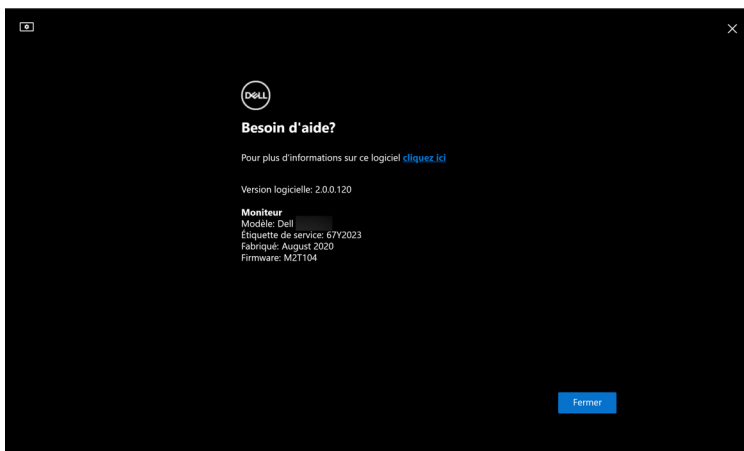 DELL
Besoin d'aide?
Pour plus d'informations sur ce logiciel cliquez ici
Version logicielle: 2.0.0.120
Moniteur
Modèle: Dell
Étiquette de service: 67Y2023
Fabriqué: August 2020
Firmware: M2T104
Fermer